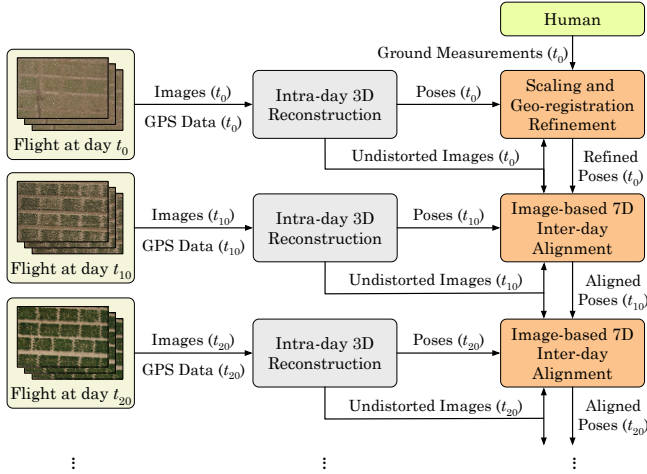 Human
Ground Measurements (t0)
Flight at day t0
Images (t0)
GPS Data (t0)
Intra-day 3D
Reconstruction
Poses (t0)
Scaling and
Geo-registration
Refinement
Undistorted Images (t0)
Refined
Poses (t0)
Flight at day t10
Images (t10)
GPS Data (t10)
Intra-day 3D
Reconstruction
Poses (t10)
Image-based 7D
Inter-day
Alignment
Undistorted Images (t10)
Aligned
Poses (t10)
Flight at day t20
Images (t20)
GPS Data (t20)
Intra-day 3D
Reconstruction
Poses (t20)
Image-based 7D
Inter-day
Alignment
Undistorted Images (t20)
Aligned
Poses (t20)
⋮ ⋮ ⋮